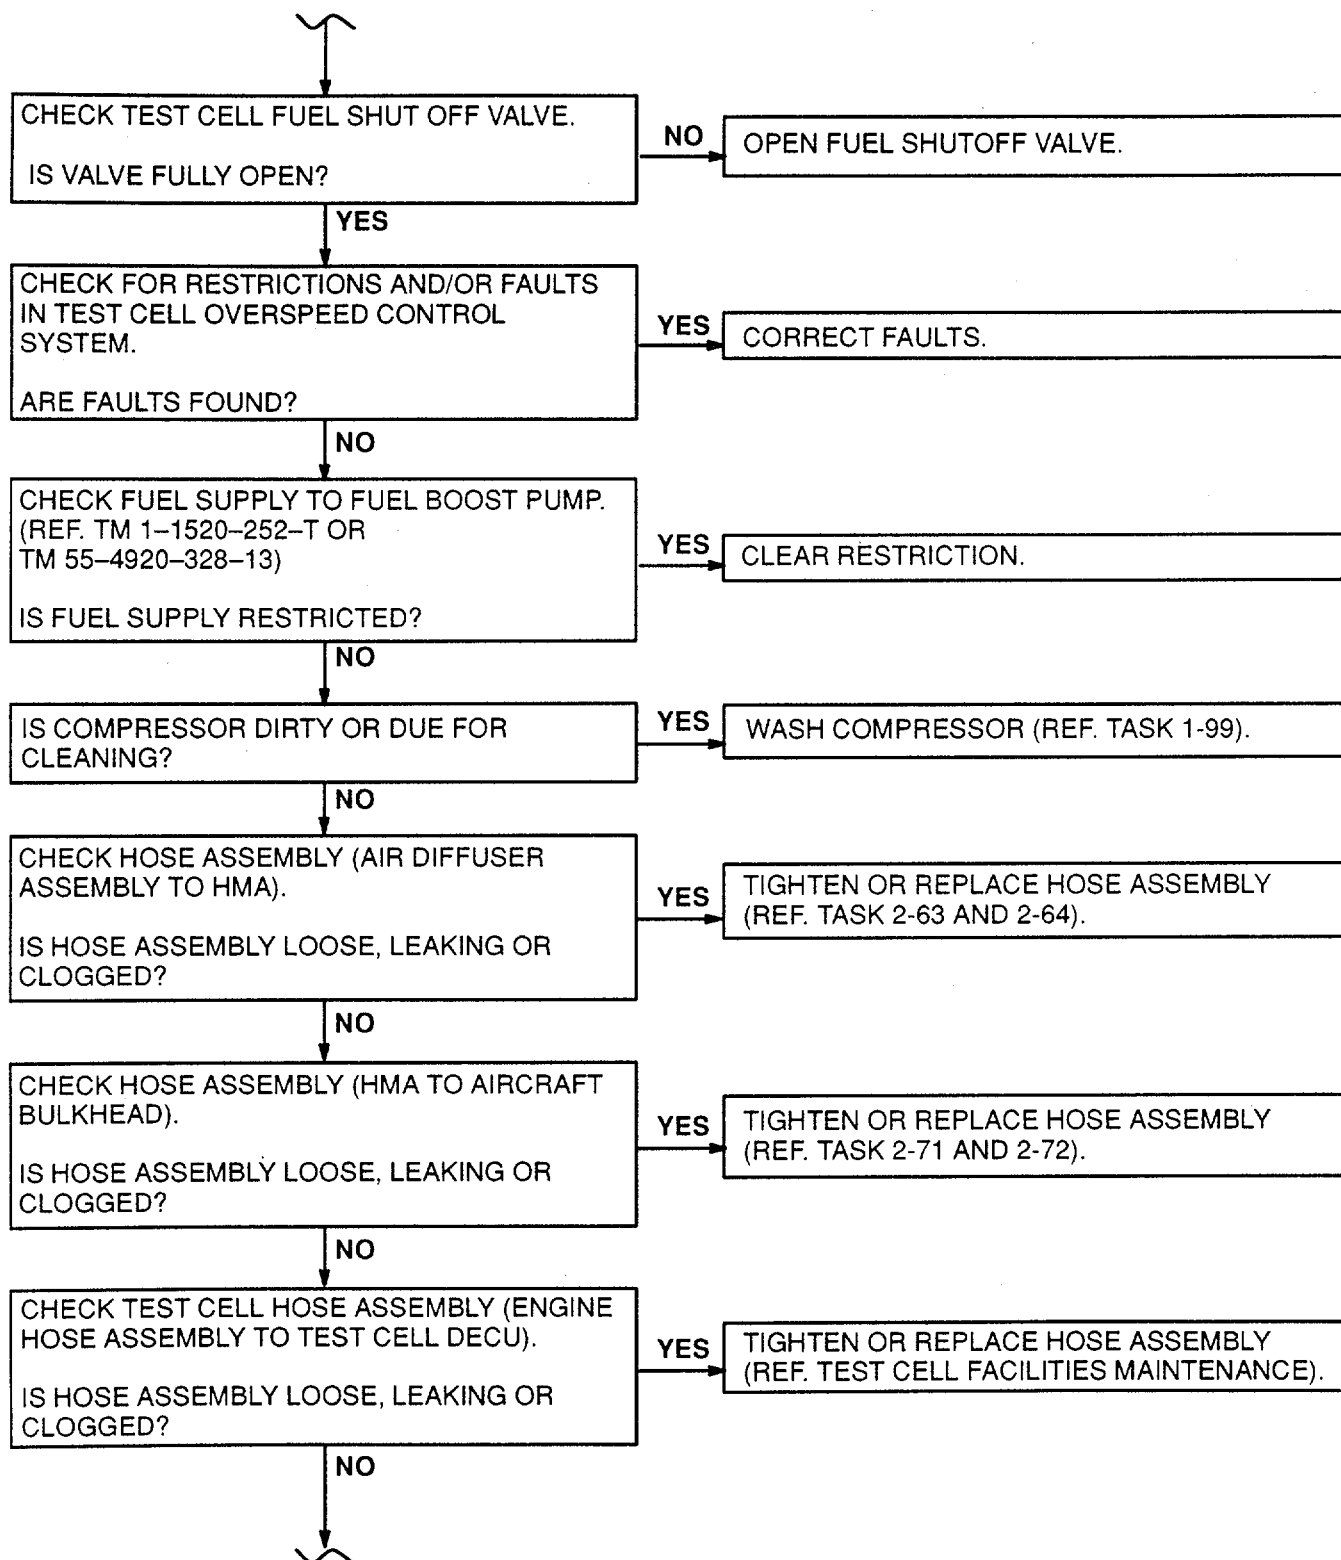 CHECK TEST CELL FUEL SHUT OFF VALVE.
IS VALVE FULLY OPEN?
NO
OPEN FUEL SHUTOFF VALVE.
YES
CHECK FOR RESTRICTIONS AND/OR FAULTS
IN TEST CELL OVERSPEED CONTROL
SYSTEM.
ARE FAULTS FOUND?
YES
CORRECT FAULTS.
NO
CHECK FUEL SUPPLY TO FUEL BOOST PUMP.
(REF. TM 1–1520–252–T OR
TM 55–4920–328–13)
IS FUEL SUPPLY RESTRICTED?
YES
CLEAR RESTRICTION.
NO
IS COMPRESSOR DIRTY OR DUE FOR
CLEANING?
YES
WASH COMPRESSOR (REF. TASK 1-99).
NO
CHECK HOSE ASSEMBLY (AIR DIFFUSER
ASSEMBLY TO HMA).
IS HOSE ASSEMBLY LOOSE, LEAKING OR
CLOGGED?
YES
TIGHTEN OR REPLACE HOSE ASSEMBLY
(REF. TASK 2-63 AND 2-64).
NO
CHECK HOSE ASSEMBLY (HMA TO AIRCRAFT
BULKHEAD).
IS HOSE ASSEMBLY LOOSE, LEAKING OR
CLOGGED?
YES
TIGHTEN OR REPLACE HOSE ASSEMBLY
(REF. TASK 2-71 AND 2-72).
NO
CHECK TEST CELL HOSE ASSEMBLY (ENGINE
HOSE ASSEMBLY TO TEST CELL DECU).
IS HOSE ASSEMBLY LOOSE, LEAKING OR
CLOGGED?
YES
TIGHTEN OR REPLACE HOSE ASSEMBLY
(REF. TEST CELL FACILITIES MAINTENANCE).
NO